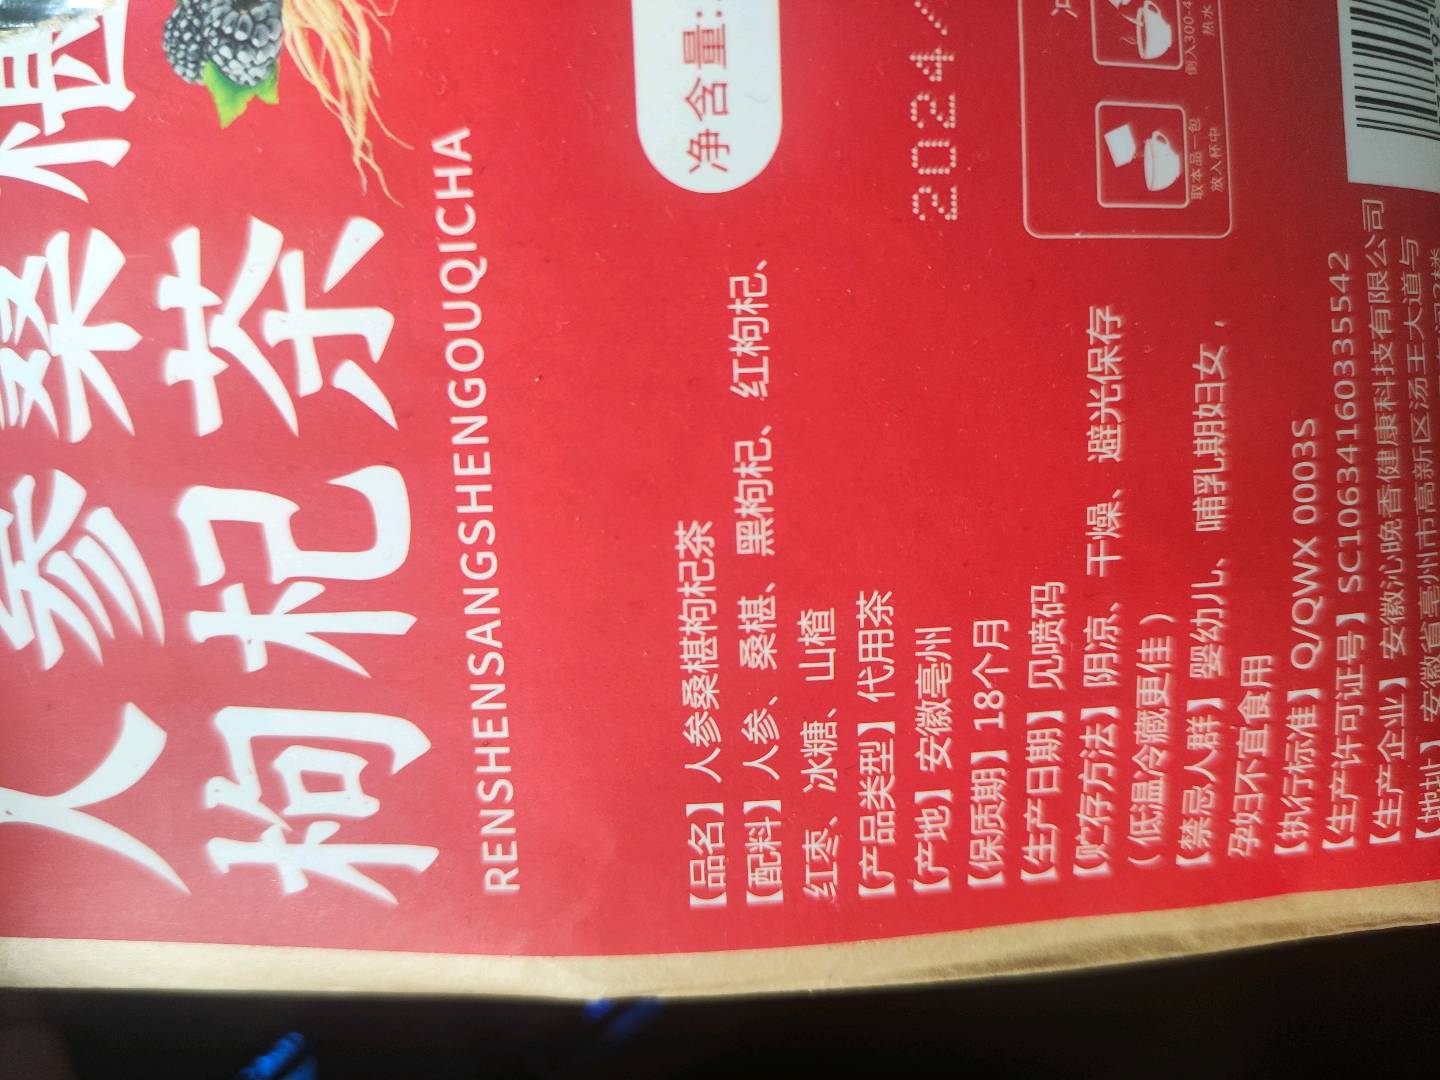 人参桑椹
枸杞茶
RENSHENSANGSHENGOUQICHA
净含量:
【品名】人参桑椹枸杞茶
【配料】人参、桑椹、黑枸杞、红枸杞、
红枣、冰糖、山楂
【产品类型】代用茶
【产地】安徽亳州
【保质期】18个月
【生产日期】见喷码
【贮存方法】阴凉、干燥、避光保存
（低温冷藏更佳）
【禁忌人群】婴幼儿、哺乳期妇女，
孕妇不宜食用
【执行标准】Q/QWX 0003S
【生产许可证号】SC10634160335542
【生产企业】安徽沁晚香健康科技有限公司
【地址】安徽省亳州市高新区汤王大道与
2024/
取本品一包
放入杯中
倒入300-4
热水